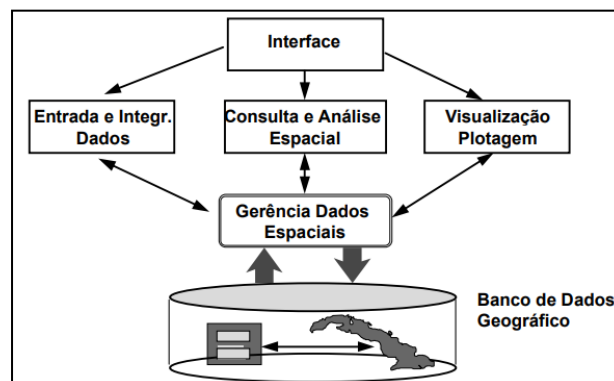 Interface
Entrada e Integr.
Dados
Consulta e Análise
Espacial
Visualização
Plotagem
Gerência Dados
Espaciais
Banco de Dados
Geográfico